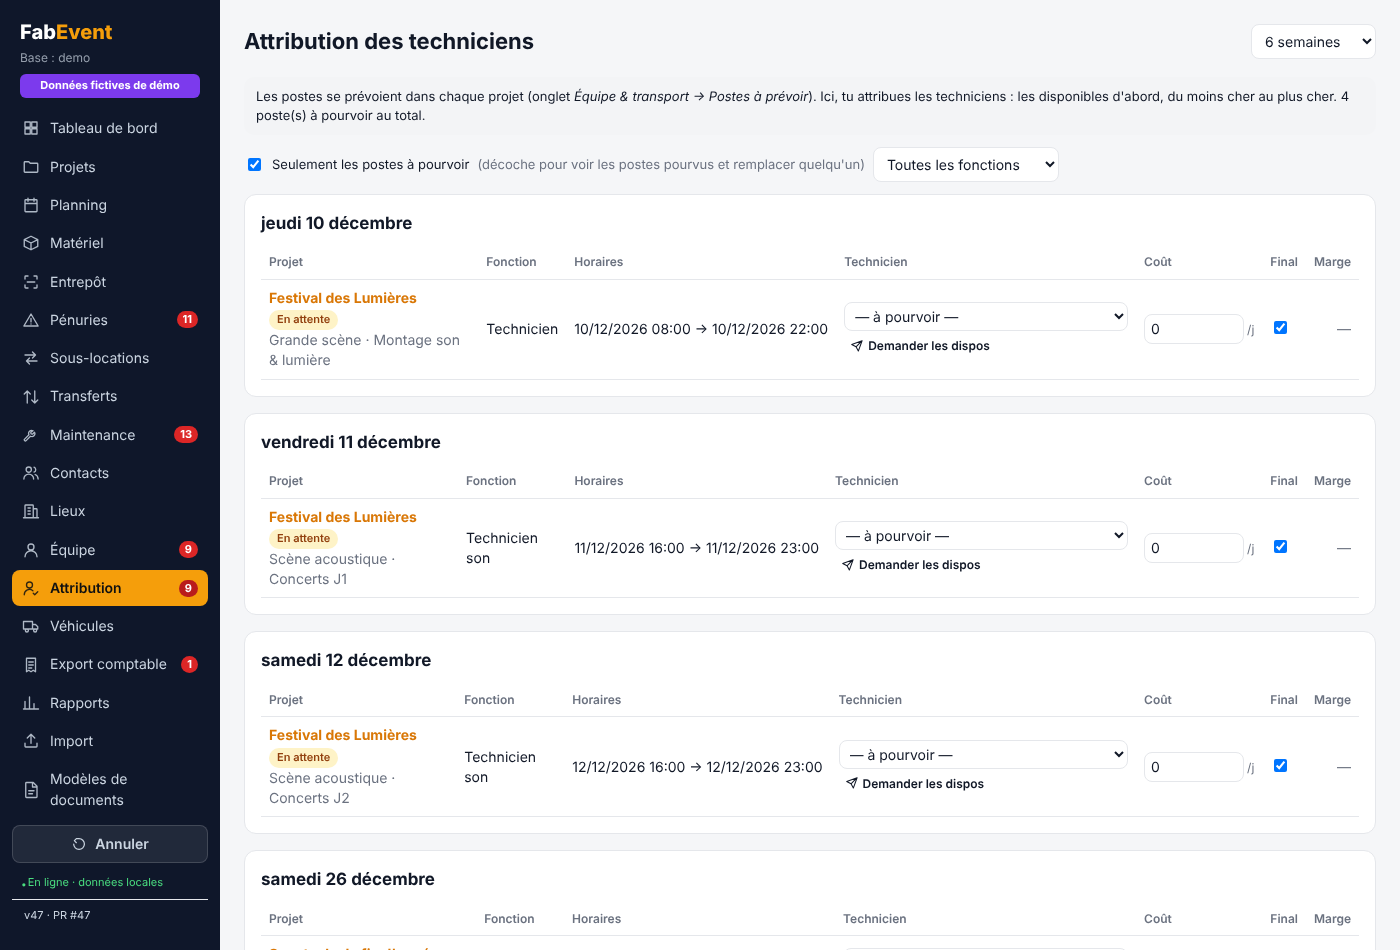 FabEvent
Base : demo
Données fictives de démo
Tableau de bord
Projets
Planning
Matériel
Entrepôt
Pénuries 11
Sous-locations
Transferts
Maintenance 13
Contacts
Lieux
Équipe 9
Attribution 9
Véhicules
Export comptable 1
Rapports
Import
Modèles de
documents
Annuler
En ligne · données locales
v47 · PR #47
Attribution des techniciens
6 semaines
Les postes se prévoient dans chaque projet (onglet Équipe & transport → Postes à prévoir). Ici, tu attribues les techniciens : les disponibles d'abord, du moins cher au plus cher. 4
poste(s) à pourvoir au total.
Seulement les postes à pourvoir (décoche pour voir les postes pourvus et remplacer quelqu'un) Toutes les fonctions
jeudi 10 décembre
Projet Fonction Horaires Technicien Coût Final Marge
Festival des Lumières
En attente
Grande scène · Montage son
& lumière
Technicien
10/12/2026 08:00 → 10/12/2026 22:00
— à pourvoir —
Demander les dispos
0 /j
—
vendredi 11 décembre
Projet Fonction Horaires Technicien Coût Final Marge
Festival des Lumières
En attente
Scène acoustique ·
Concerts J1
Technicien
son
11/12/2026 16:00 → 11/12/2026 23:00
— à pourvoir —
Demander les dispos
0 /j
—
samedi 12 décembre
Projet Fonction Horaires Technicien Coût Final Marge
Festival des Lumières
En attente
Scène acoustique ·
Concerts J2
Technicien
son
12/12/2026 16:00 → 12/12/2026 23:00
— à pourvoir —
Demander les dispos
0 /j
—
samedi 26 décembre
Projet Fonction Horaires Technicien Coût Final Marge